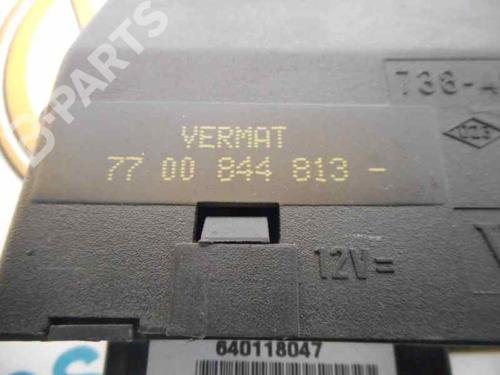 B-PARTS
738-A
VERMAT
77 00 844 813 -
12V=
640118047